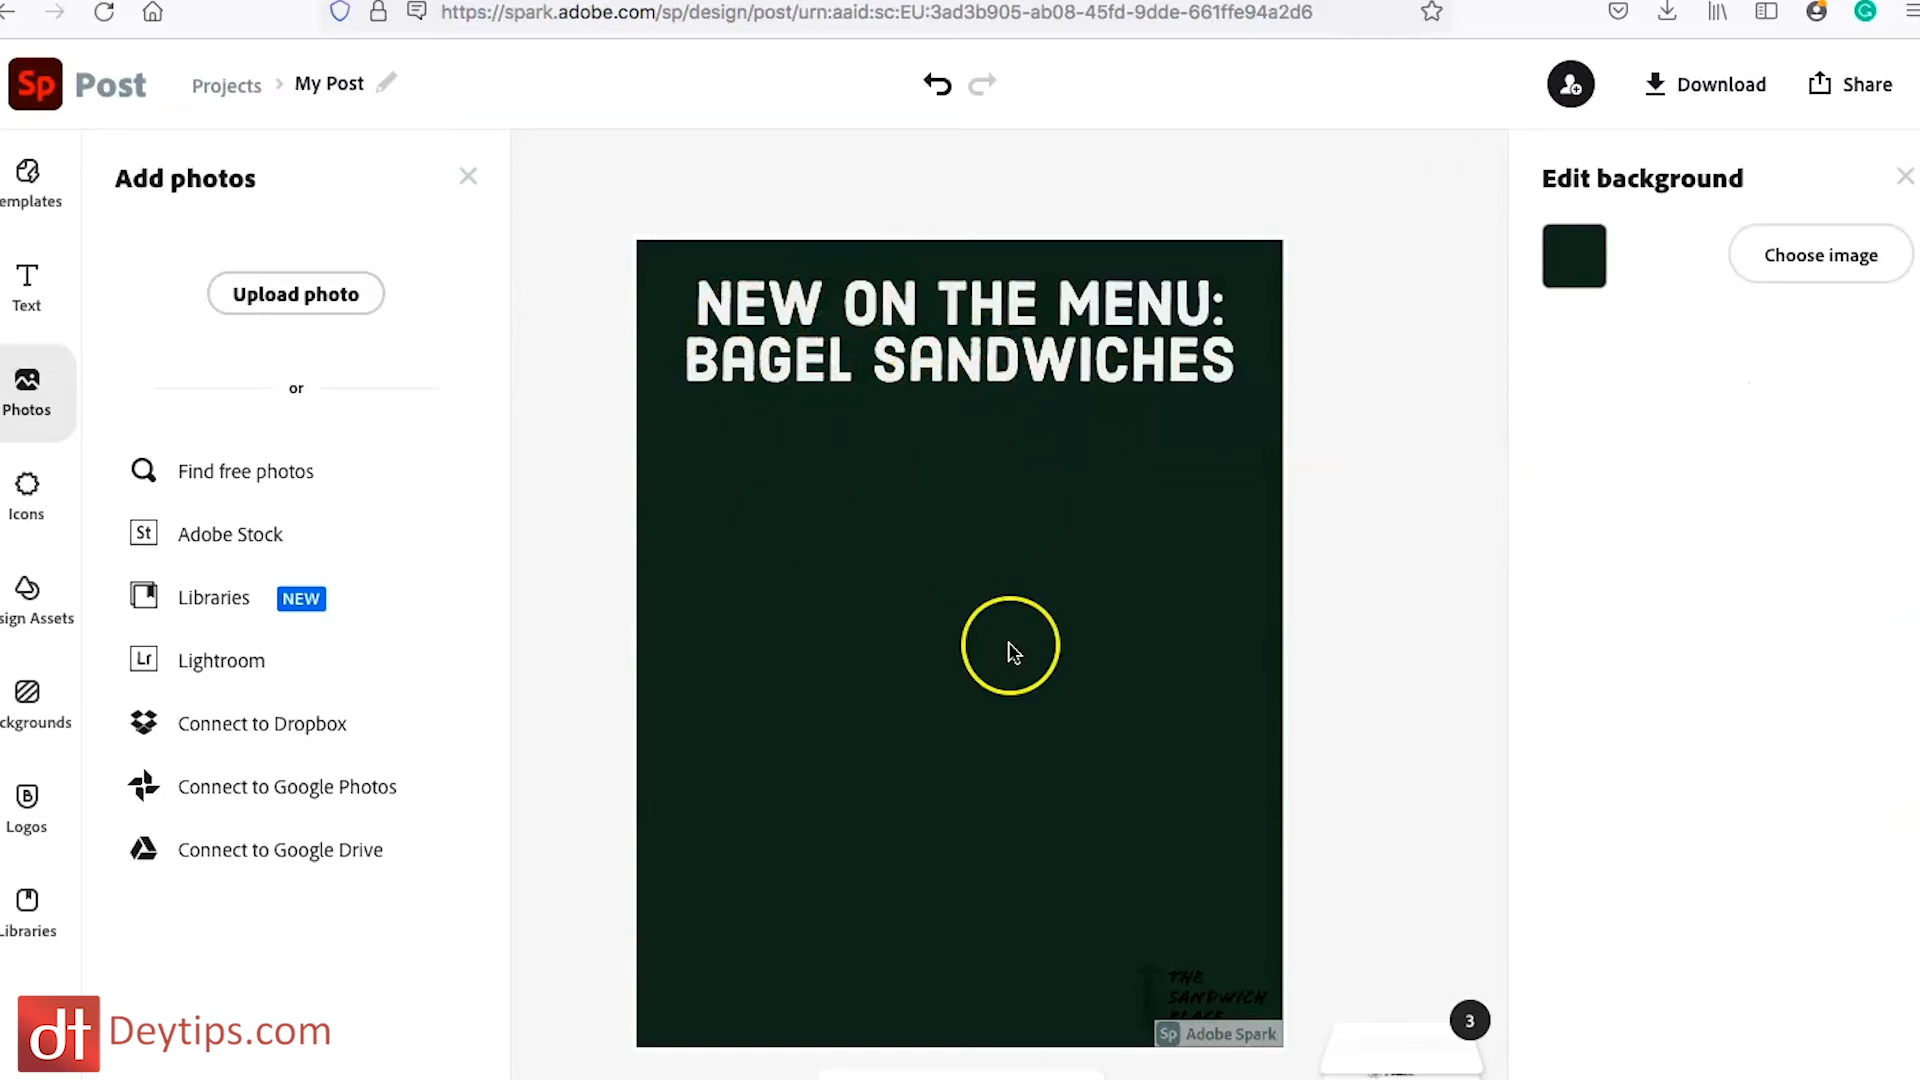 https://spark.adobe.com/sp/design/post/urn:aaid:sc:EU:3ad3b905-ab08-45fd-9dde-661ffe94a2d6
Sp Post
Projects > My Post
Download
Share
emplates
Text
Photos
Icons
sign Assets
ckgrounds
Logos
Libraries
Add photos
Upload photo
or
Find free photos
St Adobe Stock
Libraries NEW
Lr Lightroom
Connect to Dropbox
Connect to Google Photos
Connect to Google Drive
NEW ON THE MENU:
BAGEL SANDWICHES
THE
SANDWICH
PLACE
Sp Adobe Spark
3
Edit background
Choose image
dt Deytips.com